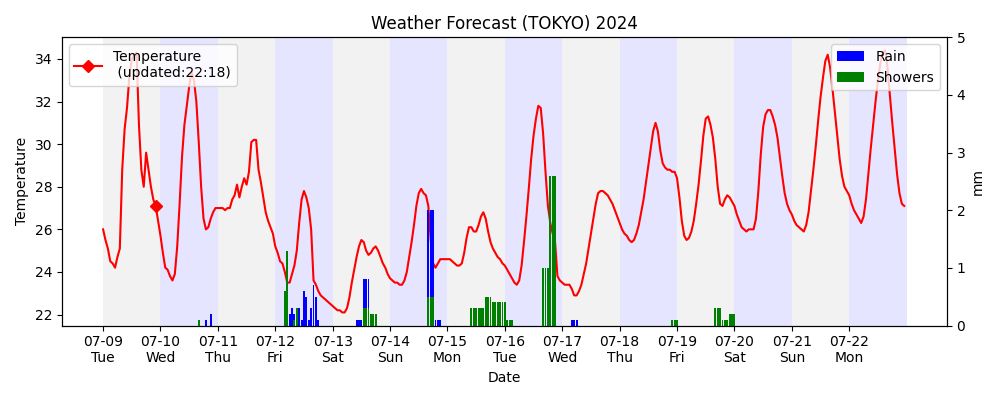 Weather Forecast (TOKYO) 2024
Temperature
(updated:22:18)
Rain
Showers
34
32
30
28
26
24
22
Temperature
5
4
3
2
1
0
mm
07-09 07-10 07-11 07-12 07-13 07-14 07-15 07-16 07-17 07-18 07-19 07-20 07-21 07-22
Tue Wed Thu Fri Sat Sun Mon Tue Wed Thu Fri Sat Sun Mon
Date